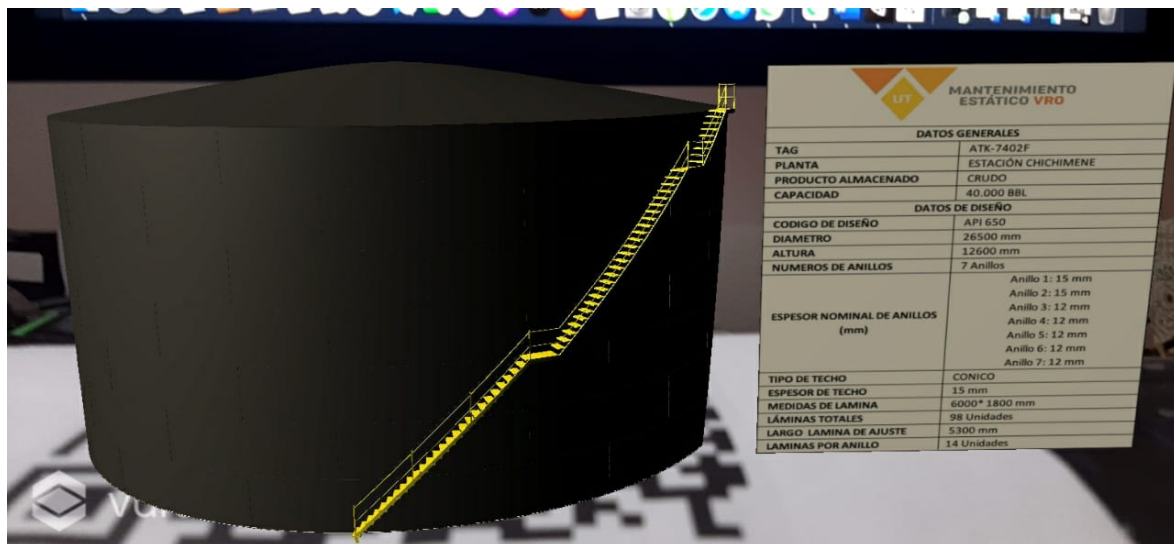 UT
MANTENIMIENTO
ESTÁTICO VRO
DATOS GENERALES
TAG ATK-7402F
PLANTA ESTACIÓN CHICHIMENE
PRODUCTO ALMACENADO CRUDO
CAPACIDAD 40.000 BBL
DATOS DE DISEÑO
CODIGO DE DISEÑO API 650
DIAMETRO 26500 mm
ALTURA 12600 mm
NUMEROS DE ANILLOS 7 Anillos
ESPESOR NOMINAL DE ANILLOS
(mm)
Anillo 1: 15 mm
Anillo 2: 15 mm
Anillo 3: 12 mm
Anillo 4: 12 mm
Anillo 5: 12 mm
Anillo 6: 12 mm
Anillo 7: 12 mm
TIPO DE TECHO CONICO
ESPESOR DE TECHO 15 mm
MEDIDAS DE LAMINA 6000* 1800 mm
LÁMINAS TOTALES 98 Unidades
LARGO LAMINA DE AJUSTE 5300 mm
LAMINAS POR ANILLO 14 Unidades